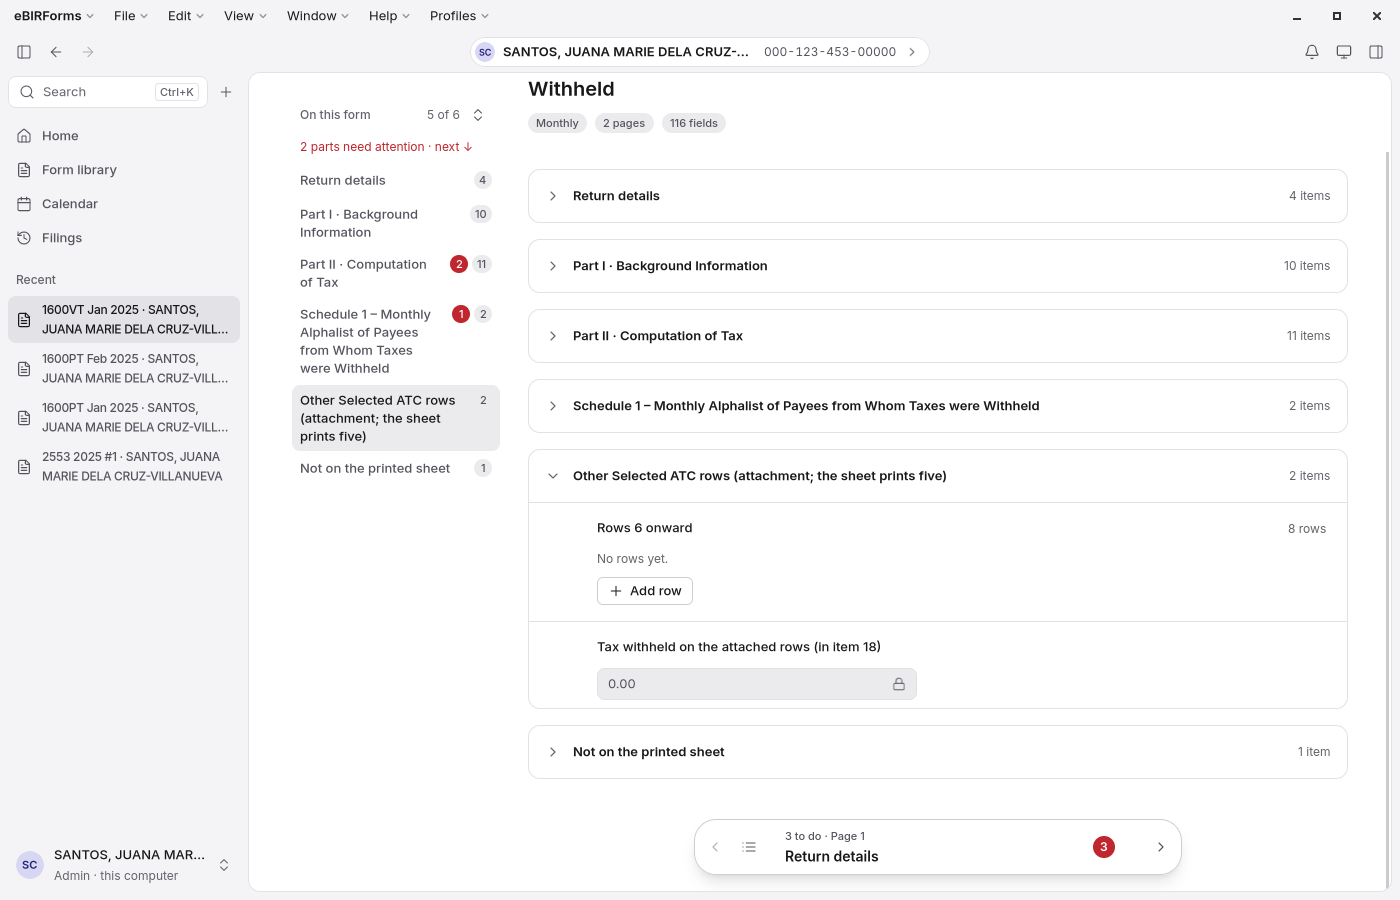 eBIRForms File Edit View Window Help Profiles
SC SANTOS, JUANA MARIE DELA CRUZ-... 000-123-453-00000
Search Ctrl+K
Home
Form library
Calendar
Filings
Recent
1600VT Jan 2025 · SANTOS,
JUANA MARIE DELA CRUZ-VILL...
1600PT Feb 2025 · SANTOS,
JUANA MARIE DELA CRUZ-VILL...
1600PT Jan 2025 · SANTOS,
JUANA MARIE DELA CRUZ-VILL...
2553 2025 #1 · SANTOS, JUANA
MARIE DELA CRUZ-VILLANUEVA
SC SANTOS, JUANA MAR...
Admin · this computer
On this form 5 of 6
2 parts need attention · next ↓
Return details 4
Part I · Background
Information 10
Part II · Computation
of Tax 2 11
Schedule 1 – Monthly
Alphalist of Payees
from Whom Taxes
were Withheld 1 2
Other Selected ATC rows
(attachment; the sheet
prints five) 2
Not on the printed sheet 1
Withheld
Monthly 2 pages 116 fields
Return details 4 items
Part I · Background Information 10 items
Part II · Computation of Tax 11 items
Schedule 1 – Monthly Alphalist of Payees from Whom Taxes were Withheld 2 items
Other Selected ATC rows (attachment; the sheet prints five) 2 items
Rows 6 onward 8 rows
No rows yet.
Add row
Tax withheld on the attached rows (in item 18)
0.00
Not on the printed sheet 1 item
3 to do · Page 1
Return details 3